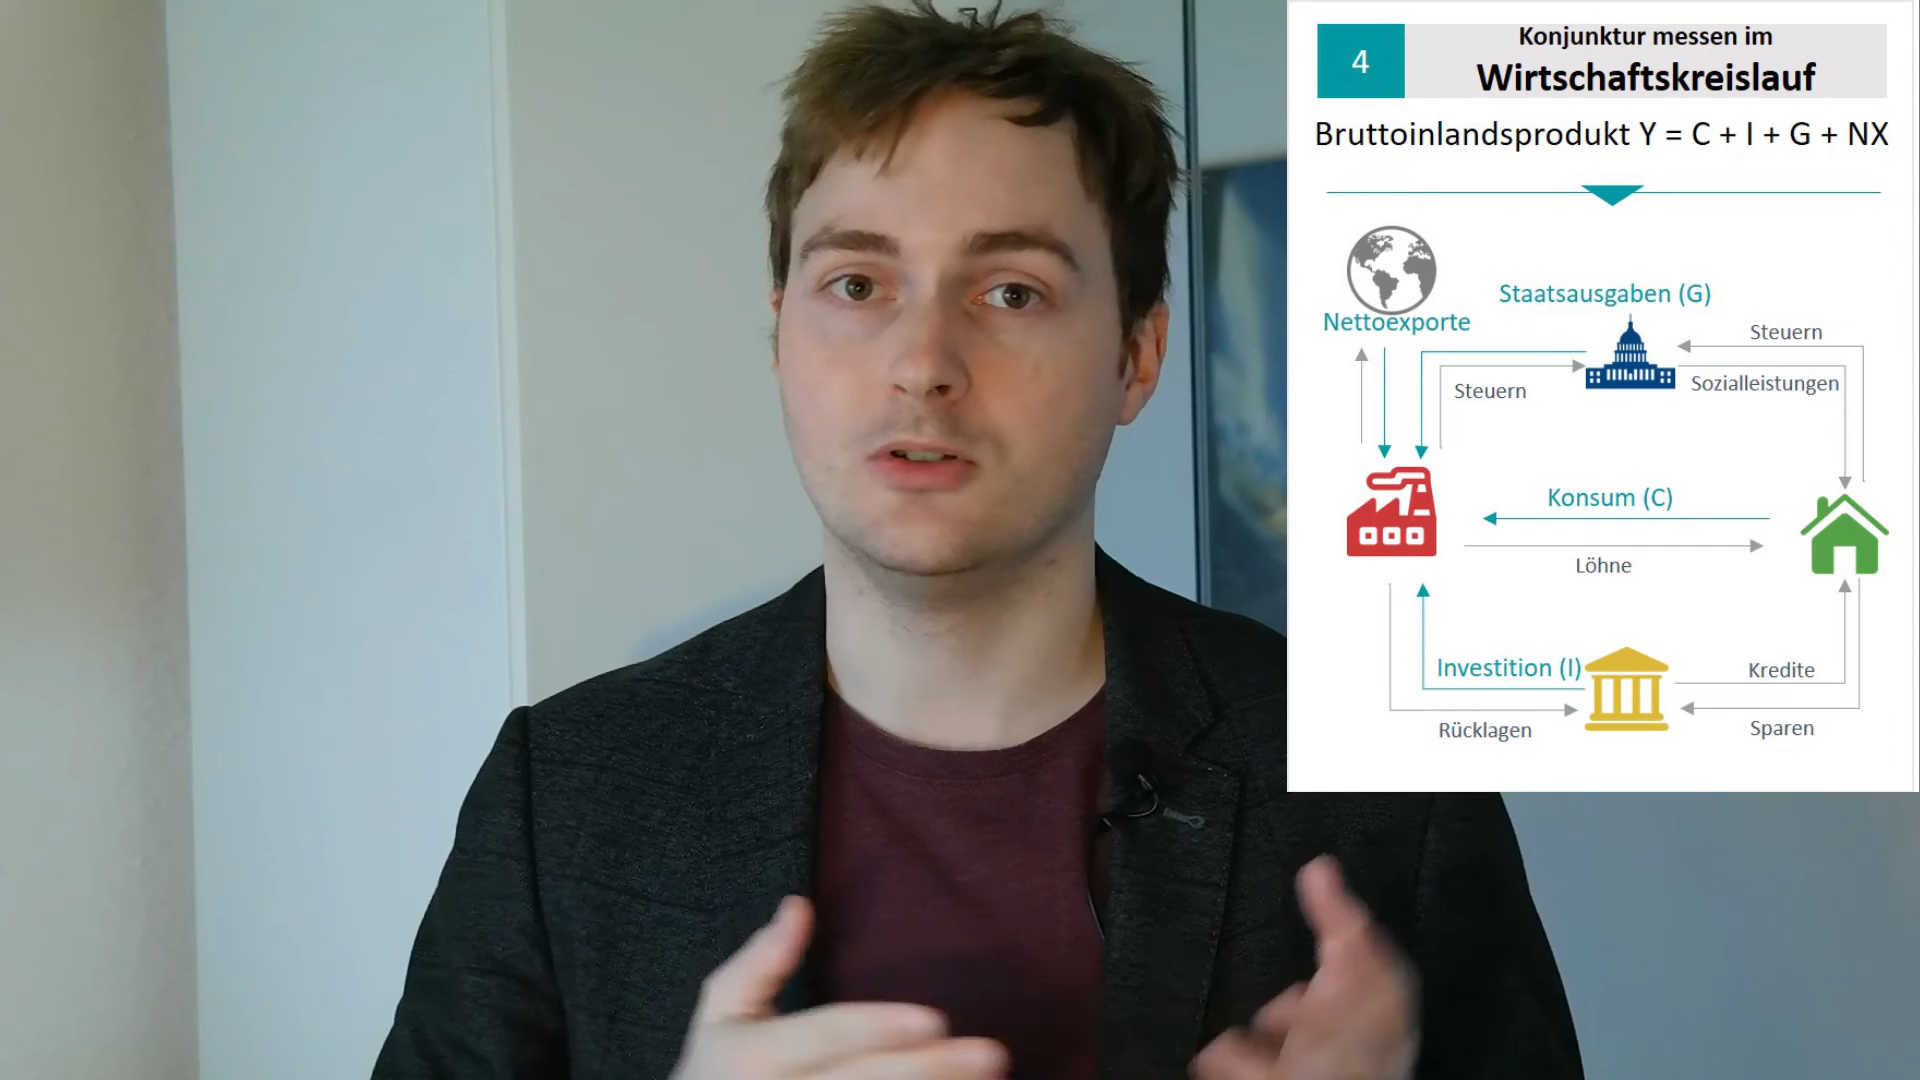 4
Konjunktur messen im
Wirtschaftskreislauf
Bruttoinlandsprodukt Y = C + I + G + NX
Staatsausgaben (G)
Nettoexporte
Steuern
Sozialleistungen
Steuern
Konsum (C)
Löhne
Investition (I)
Kredite
Rücklagen
Sparen